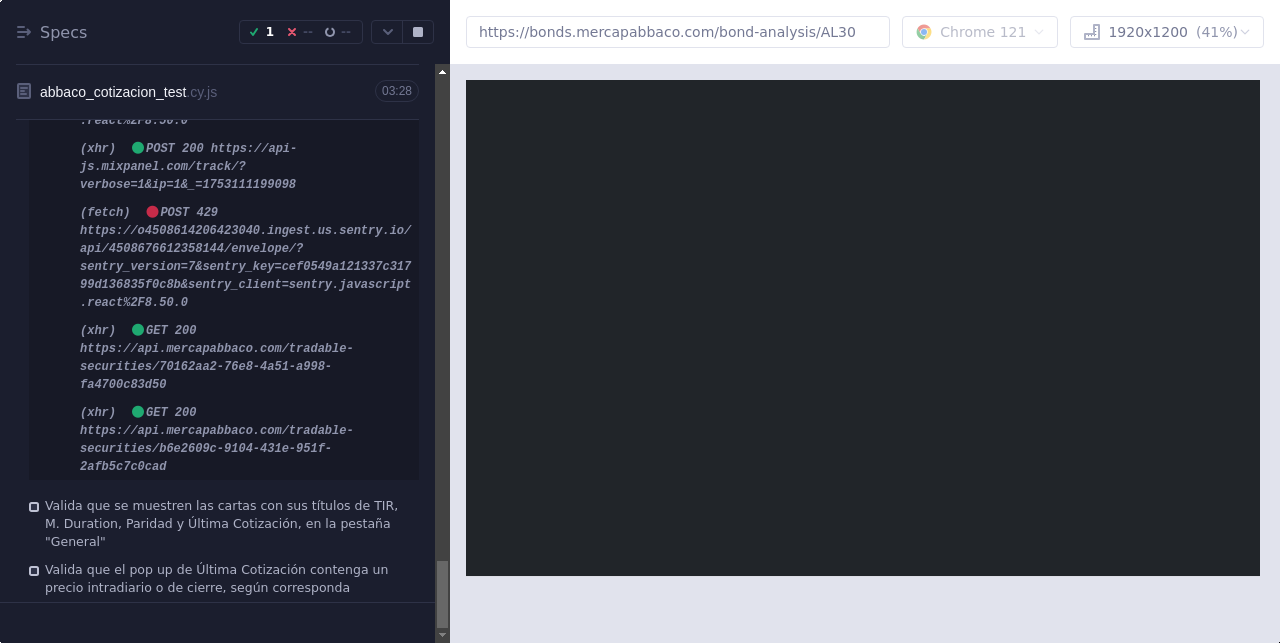 Specs
1
--
--
abbaco_cotizacion_test.cy.js
03:28
.react%2F8.50.0
(xhr) POST 200 https://api-
js.mixpanel.com/track/?
verbose=1&ip=1&_=1753111199098
(fetch) POST 429
https://o4508614206423040.ingest.us.sentry.io/
api/4508676612358144/envelope/?
sentry_version=7&sentry_key=cef0549a121337c317
99d136835f0c8b&sentry_client=sentry.javascript
.react%2F8.50.0
(xhr) GET 200
https://api.mercapabbaco.com/tradable-
securities/70162aa2-76e8-4a51-a998-
fa4700c83d50
(xhr) GET 200
https://api.mercapabbaco.com/tradable-
securities/b6e2609c-9104-431e-951f-
2afb5c7c0cad
Valida que se muestren las cartas con sus títulos de TIR,
M. Duration, Paridad y Última Cotización, en la pestaña
"General"
Valida que el pop up de Última Cotización contenga un
precio intradiario o de cierre, según corresponda
https://bonds.mercapabbaco.com/bond-analysis/AL30
Chrome 121
1920x1200 (41%)